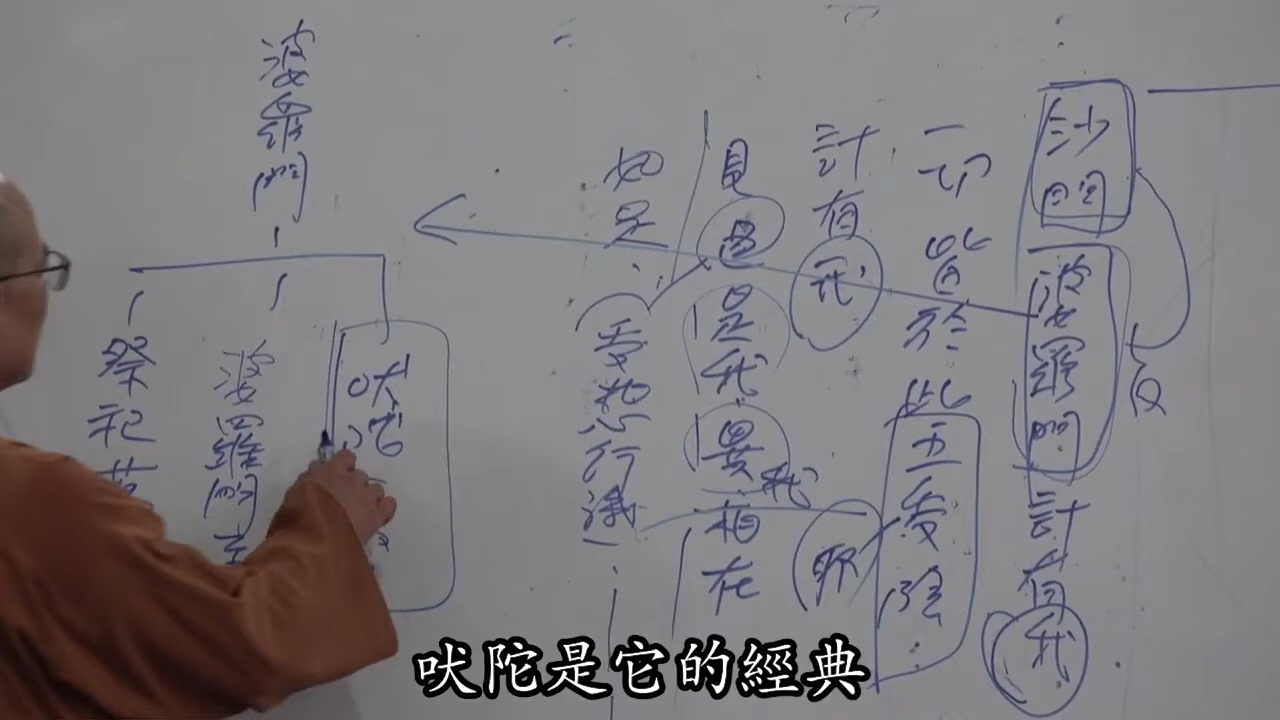 沙門婆羅門計有我
一切皆於此五受陰
計有我
取
見色是我異我相在
如是受想行識
婆羅門
吠陀
婆羅門
祭祀
吠陀是它的經典